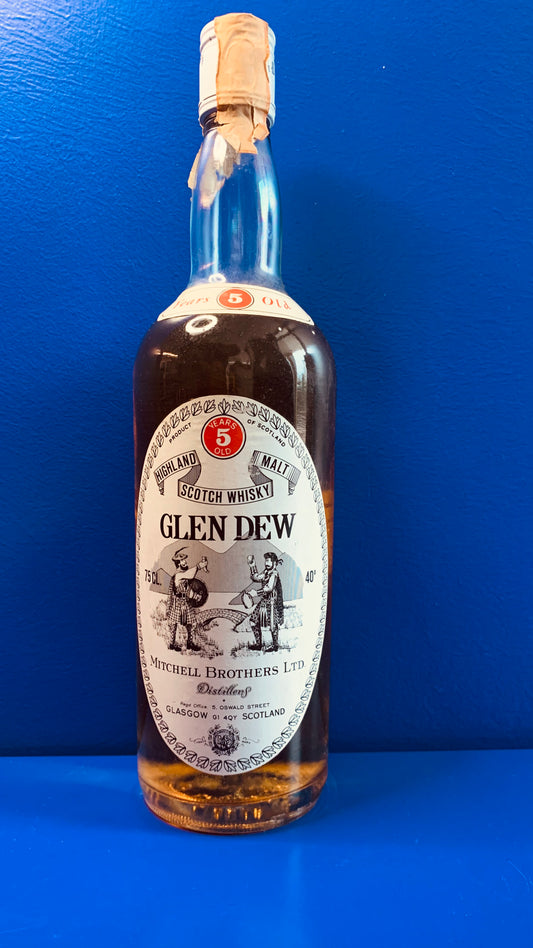 Years 5 Old
YEARS
5
OLD
PRODUCT OF SCOTLAND
HIGHLAND MALT
SCOTCH WHISKY
GLEN DEW
75 CL. 40°
MITCHELL BROTHERS LTD
Distillers
Regd Office 5, OSWALD STREET
GLASGOW G1 4QY SCOTLAND